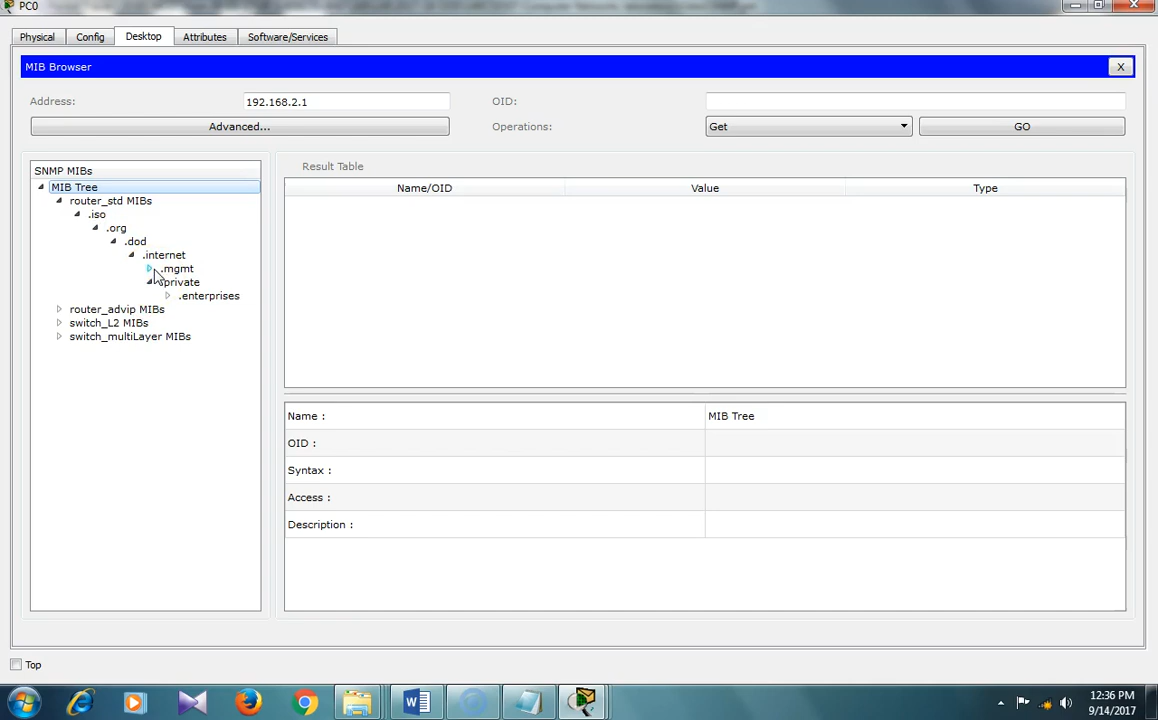 PC0
Physical Config Desktop Attributes Software/Services
MIB Browser X
Address: 192.168.2.1 OID:
Advanced... Operations: Get GO
SNMP MIBs Result Table
MIB Tree Name/OID Value Type
router_std MIBs
.iso
.org
.dod
.internet
.mgmt
private
.enterprises
router_advip MIBs
switch_L2 MIBs
switch_multiLayer MIBs
Name : MIB Tree
OID :
Syntax :
Access :
Description :
Top
12:36 PM
9/14/2017